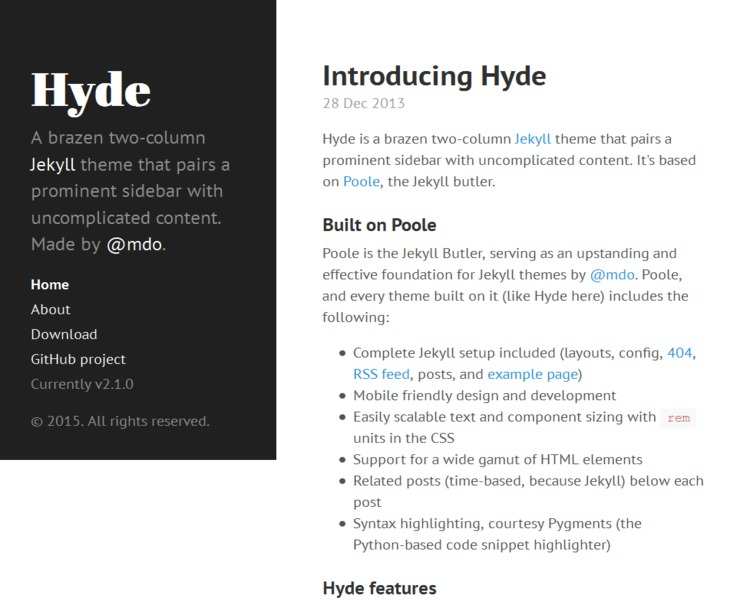 Hyde
A brazen two-column
Jekyll theme that pairs a
prominent sidebar with
uncomplicated content.
Made by @mdo.
Home
About
Download
GitHub project
Currently v2.1.0
© 2015. All rights reserved.
Introducing Hyde
28 Dec 2013
Hyde is a brazen two-column Jekyll theme that pairs a
prominent sidebar with uncomplicated content. It's based
on Poole, the Jekyll butler.
Built on Poole
Poole is the Jekyll Butler, serving as an upstanding and
effective foundation for Jekyll themes by @mdo. Poole,
and every theme built on it (like Hyde here) includes the
following:
• Complete Jekyll setup included (layouts, config, 404,
RSS feed, posts, and example page)
• Mobile friendly design and development
• Easily scalable text and component sizing with rem
units in the CSS
• Support for a wide gamut of HTML elements
• Related posts (time-based, because Jekyll) below each
post
• Syntax highlighting, courtesy Pygments (the
Python-based code snippet highlighter)
Hyde features